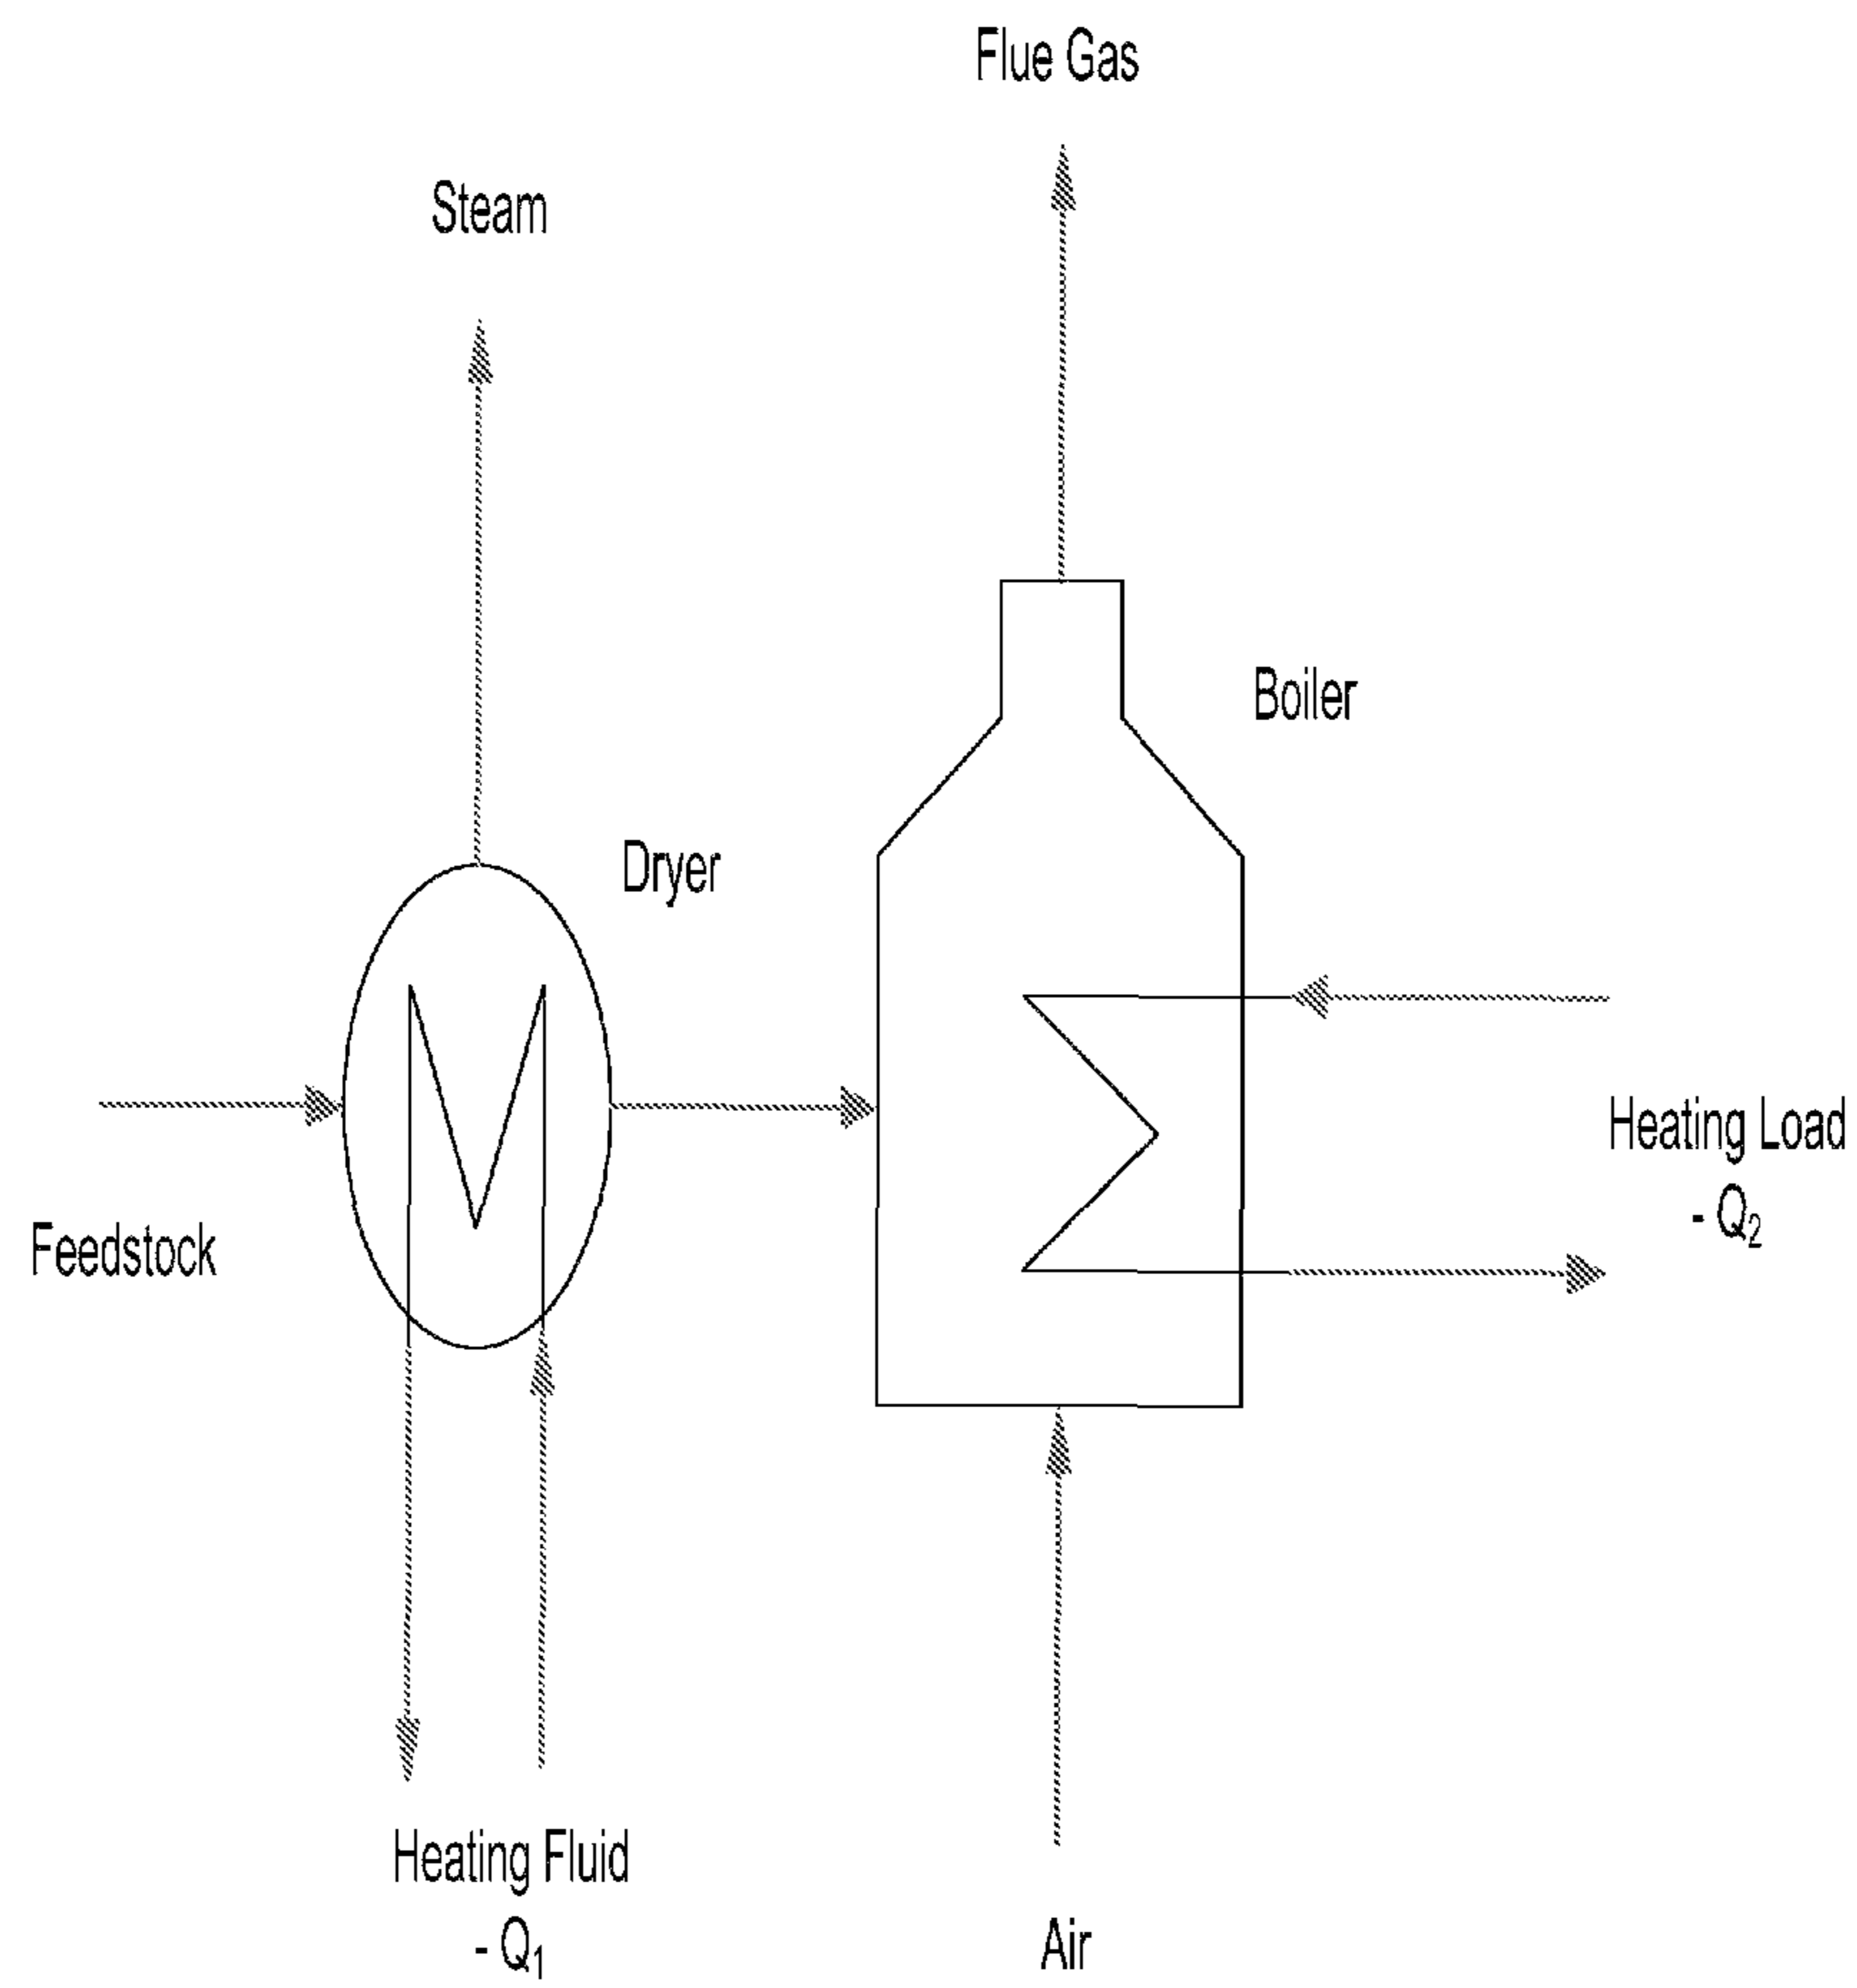 Flue Gas
Steam
Boiler
Dryer
Heating Load
- Q₂
Feedstock
Heating Fluid
- Q₁
Air